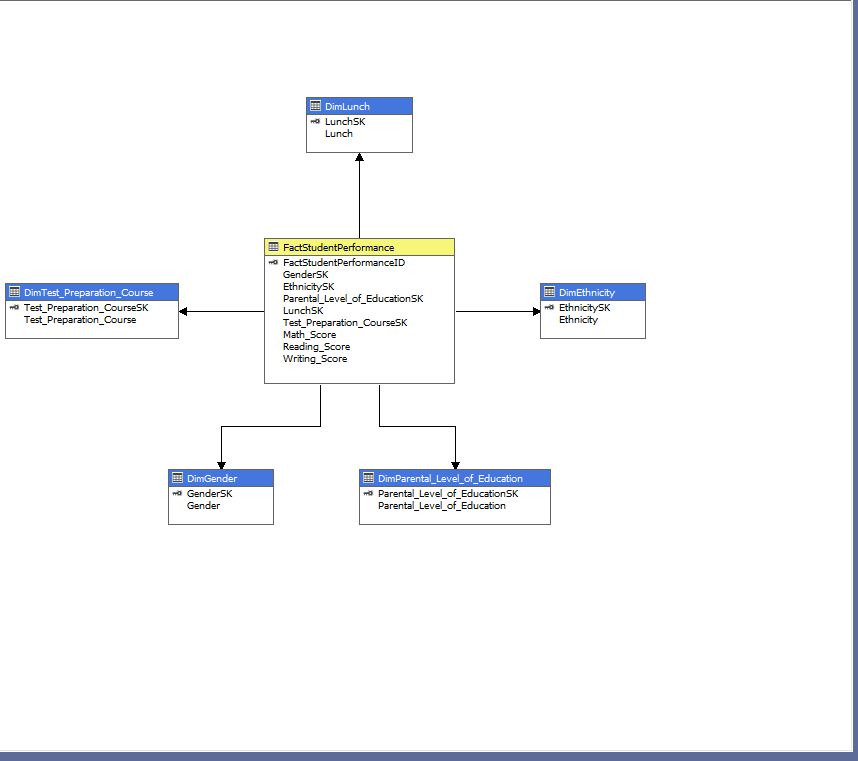 DimLunch
LunchSK
Lunch
FactStudentPerformance
FactStudentPerformanceID
GenderSK
EthnicitySK
Parental_Level_of_EducationSK
LunchSK
Test_Preparation_CourseSK
Math_Score
Reading_Score
Writing_Score
DimTest_Preparation_Course
Test_Preparation_CourseSK
Test_Preparation_Course
DimEthnicity
EthnicitySK
Ethnicity
DimGender
GenderSK
Gender
DimParental_Level_of_Education
Parental_Level_of_EducationSK
Parental_Level_of_Education